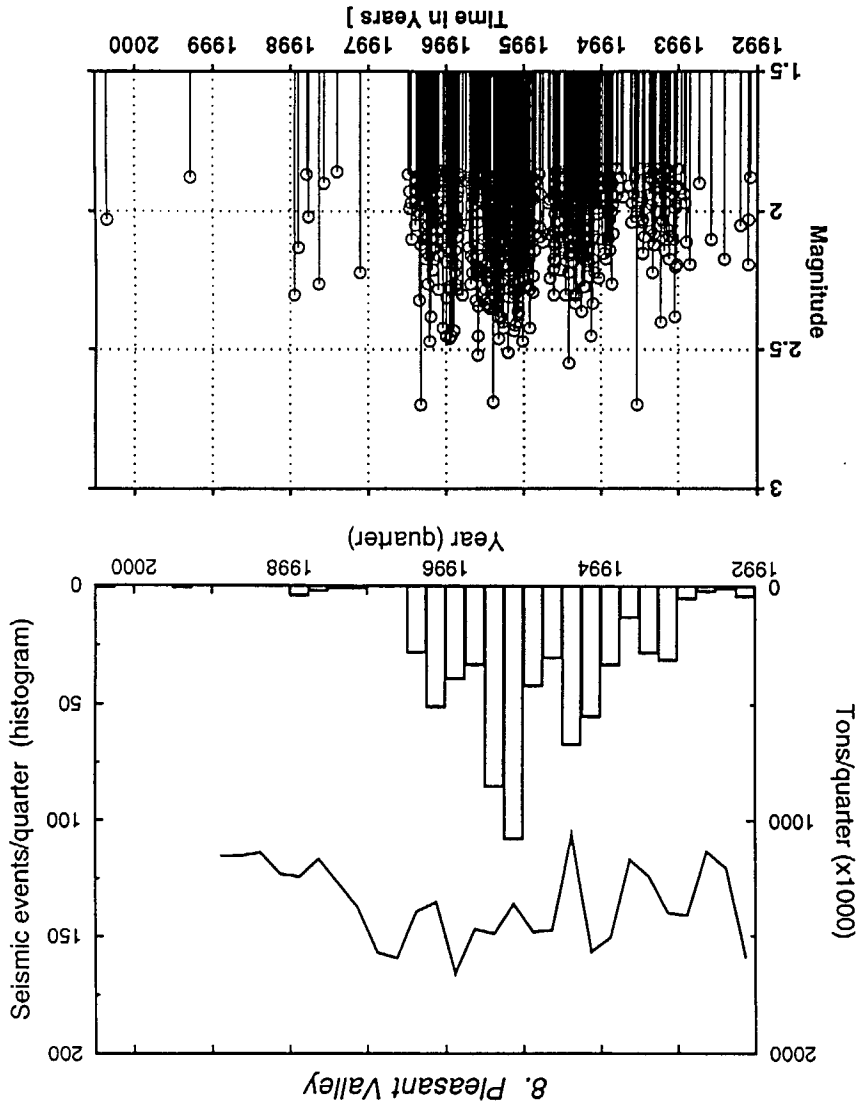 8. Pleasant Valley
Tons/quarter (x1000)
2000
1000
0
Seismic events/quarter (histogram)
200
150
100
50
0
1992 1994 1996 1998 2000
Year (quarter)
Magnitude
3
2.5
2
1.5
1992 1993 1994 1995 1996 1997 1998 1999 2000
Time in Years ]